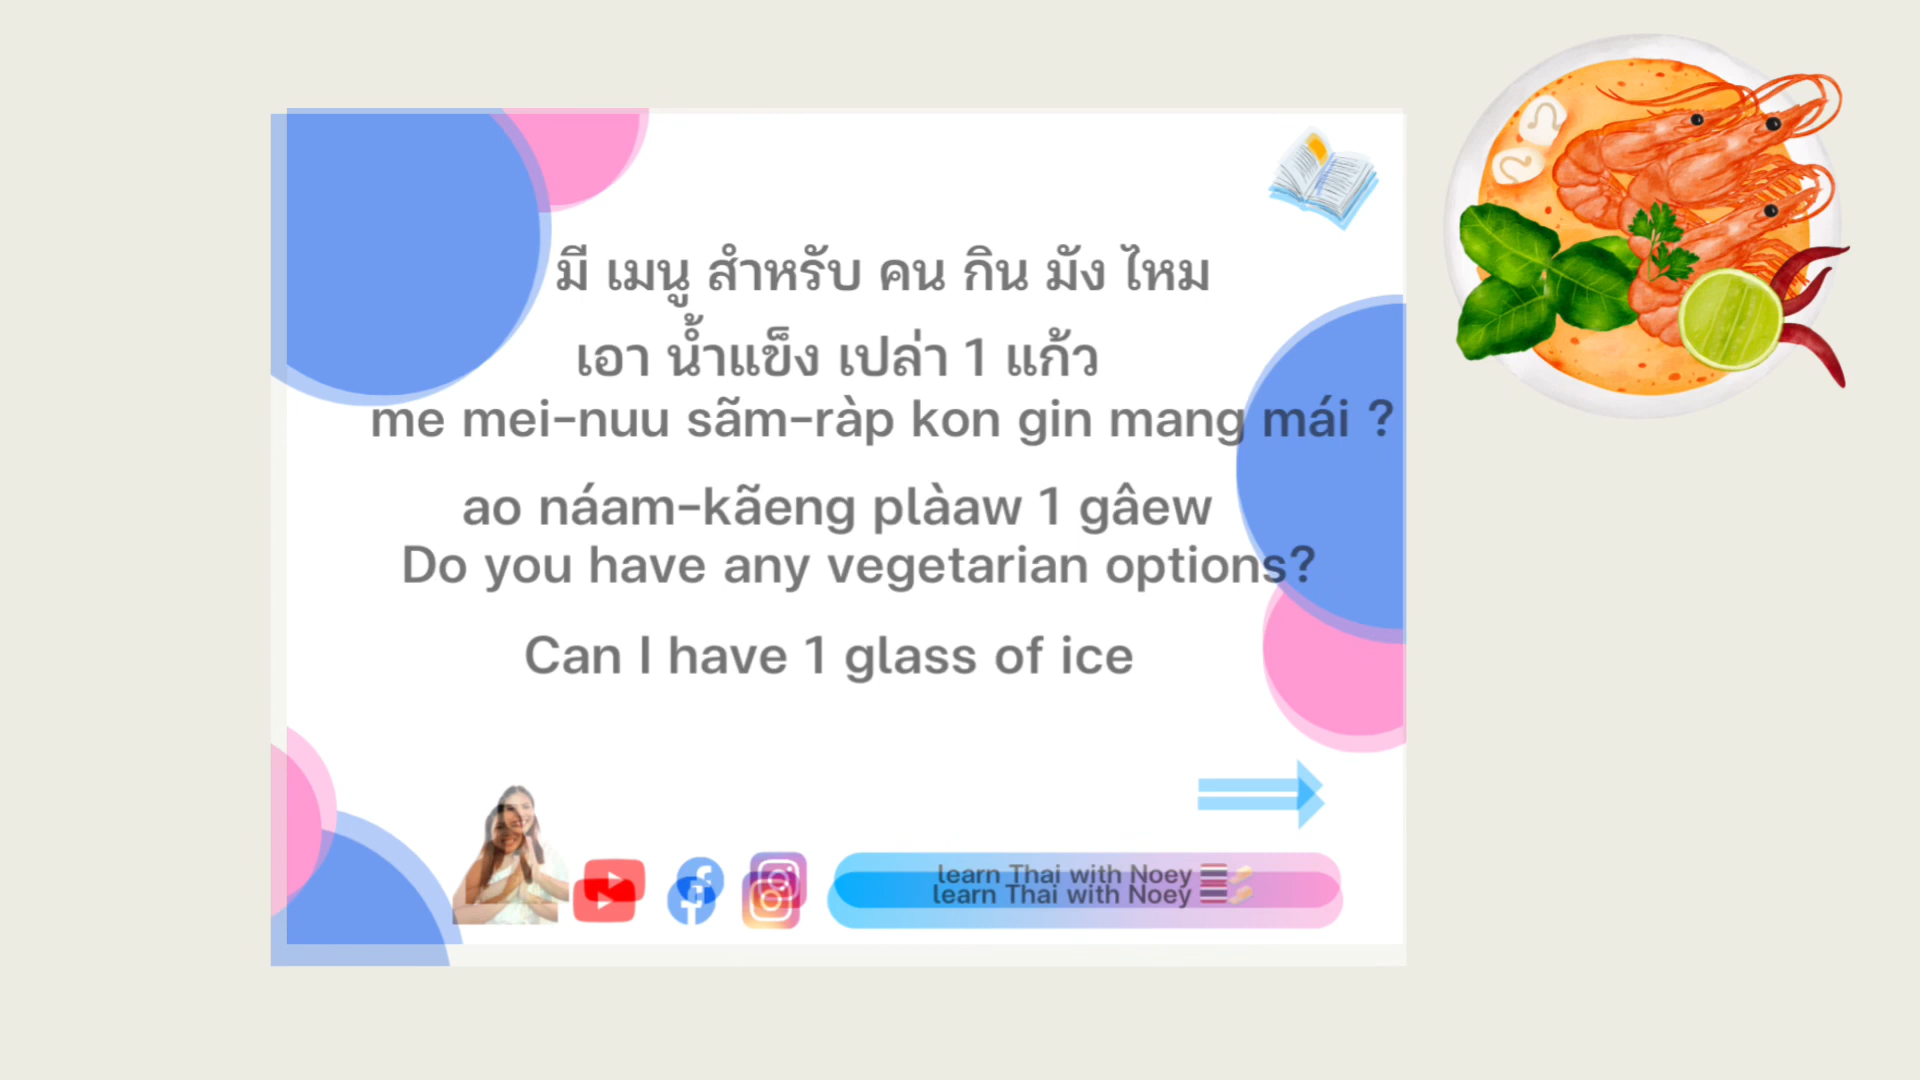 มี เมนู สำหรับ คน กิน มัง ไหม
เอา น้ำแข็ง เปล่า 1 แก้ว
me mei-nuu sãm-ràp kon gin mang mái ?
ao náam-kãeng plàaw 1 gâew
Do you have any vegetarian options?
Can I have 1 glass of ice
learn Thai with Noey
learn Thai with Noey